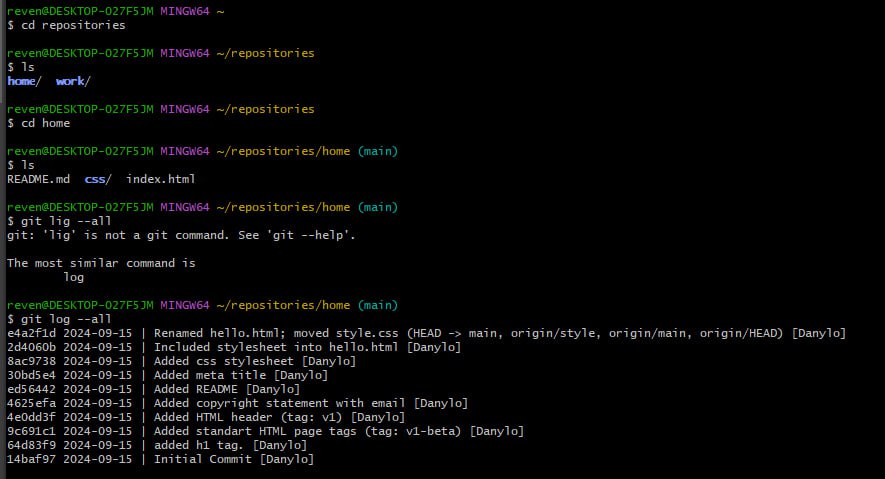 reven@DESKTOP-O27F5JM MINGW64 ~
$ cd repositories
reven@DESKTOP-O27F5JM MINGW64 ~/repositories
$ ls
home/  work/
reven@DESKTOP-O27F5JM MINGW64 ~/repositories
$ cd home
reven@DESKTOP-O27F5JM MINGW64 ~/repositories/home (main)
$ ls
README.md  css/  index.html
reven@DESKTOP-O27F5JM MINGW64 ~/repositories/home (main)
$ git lig --all
git: 'lig' is not a git command. See 'git --help'.
The most similar command is
log
reven@DESKTOP-O27F5JM MINGW64 ~/repositories/home (main)
$ git log --all
e4a2f1d 2024-09-15 | Renamed hello.html; moved style.css (HEAD -> main, origin/style, origin/main, origin/HEAD) [Danylo]
2d4060b 2024-09-15 | Included stylesheet into hello.html [Danylo]
8ac9738 2024-09-15 | Added css stylesheet [Danylo]
30bd5e4 2024-09-15 | Added meta title [Danylo]
ed56442 2024-09-15 | Added README [Danylo]
4625efa 2024-09-15 | Added copyright statement with email [Danylo]
4e0dd3f 2024-09-15 | Added HTML header (tag: v1) [Danylo]
9c691c1 2024-09-15 | Added standart HTML page tags (tag: v1-beta) [Danylo]
64d83f9 2024-09-15 | added h1 tag. [Danylo]
14baf97 2024-09-15 | Initial Commit [Danylo]